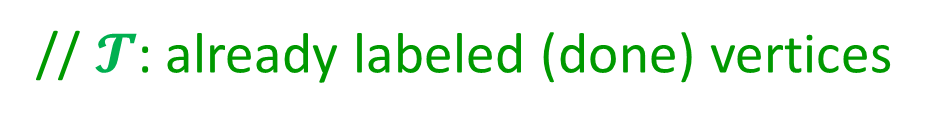 // 𝓣: already labeled (done) vertices